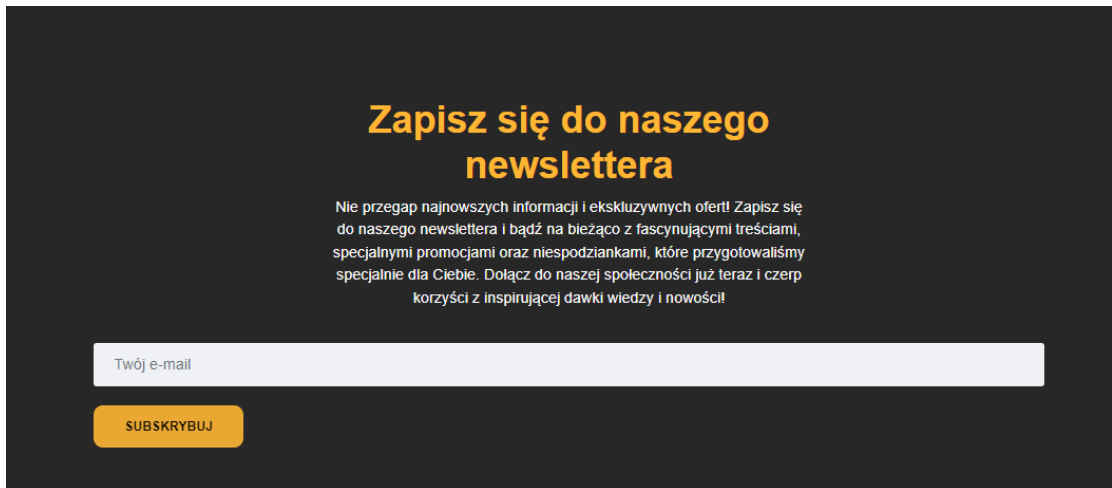 Zapisz się do naszego
newslettera
Nie przegap najnowszych informacji i ekskluzywnych ofert! Zapisz się
do naszego newslettera i bądź na bieżąco z fascynującymi treściami,
specjalnymi promocjami oraz niespodziankami, które przygotowaliśmy
specjalnie dla Ciebie. Dołącz do naszej społeczności już teraz i czerp
korzyści z inspirującej dawki wiedzy i nowości!
Twój e-mail
SUBSKRYBUJ